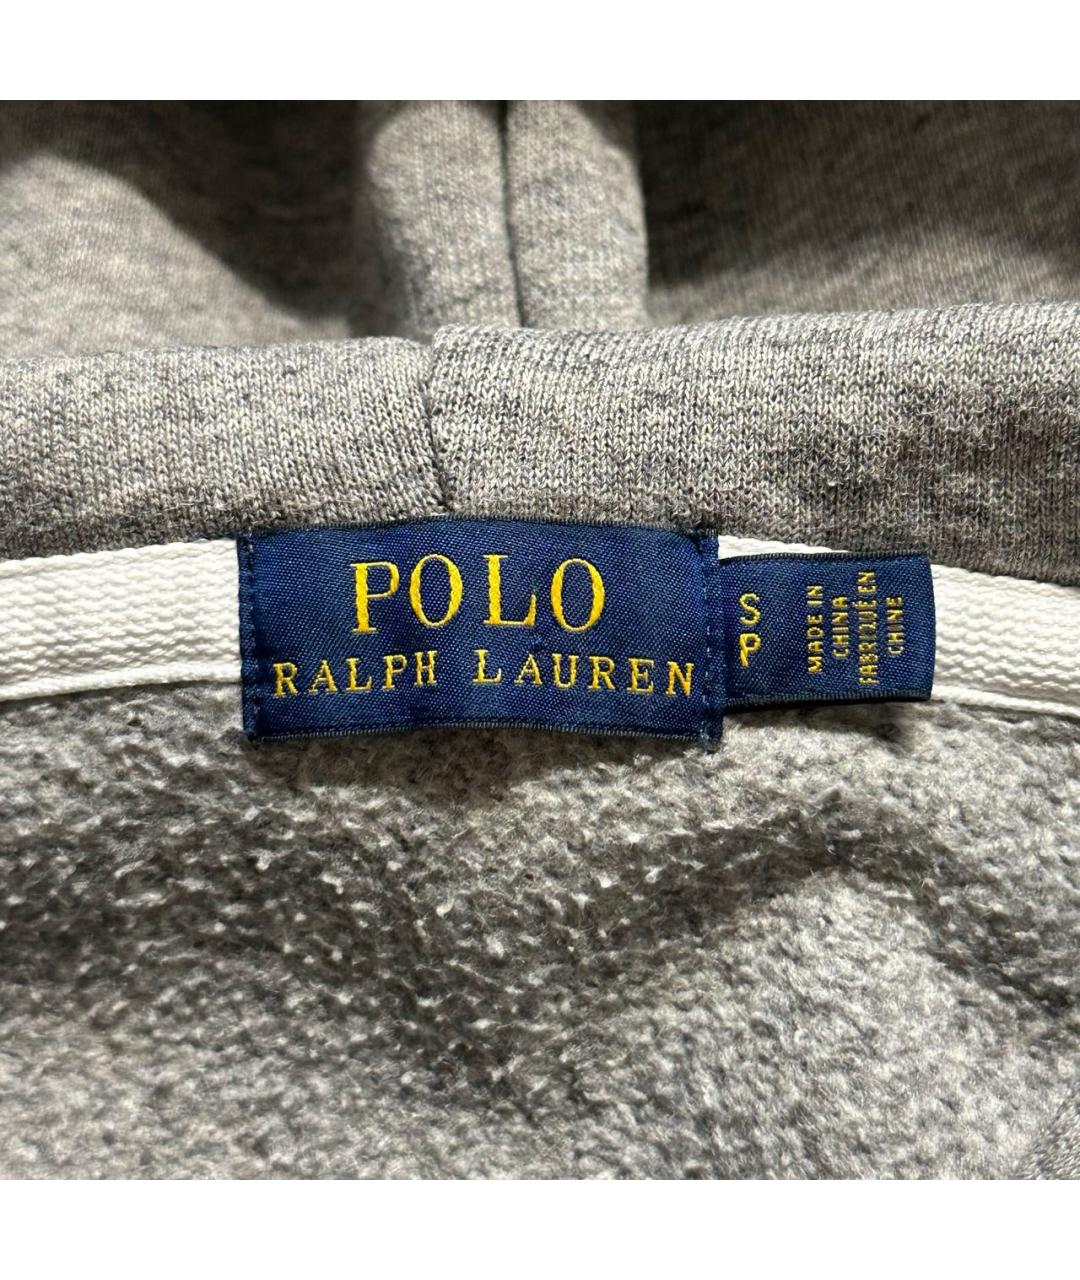 POLO
RALPH LAUREN
S
P
MADE IN
CHINA
FABRIQUÉ EN
CHINE